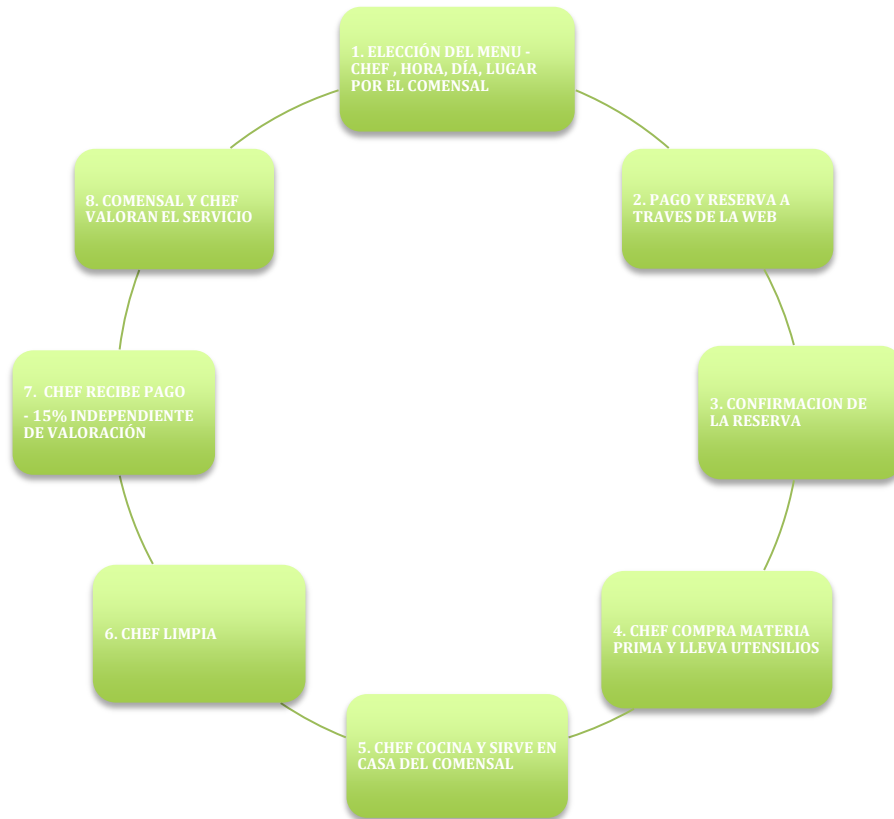 1. ELECCIÓN DEL MENU -
CHEF , HORA, DÍA, LUGAR
POR EL COMENSAL
2. PAGO Y RESERVA A
TRAVES DE LA WEB
3. CONFIRMACION DE
LA RESERVA
4. CHEF COMPRA MATERIA
PRIMA Y LLEVA UTENSILIOS
5. CHEF COCINA Y SIRVE EN
CASA DEL COMENSAL
6. CHEF LIMPIA
7. CHEF RECIBE PAGO
- 15% INDEPENDIENTE
DE VALORACIÓN
8. COMENSAL Y CHEF
VALORAN EL SERVICIO